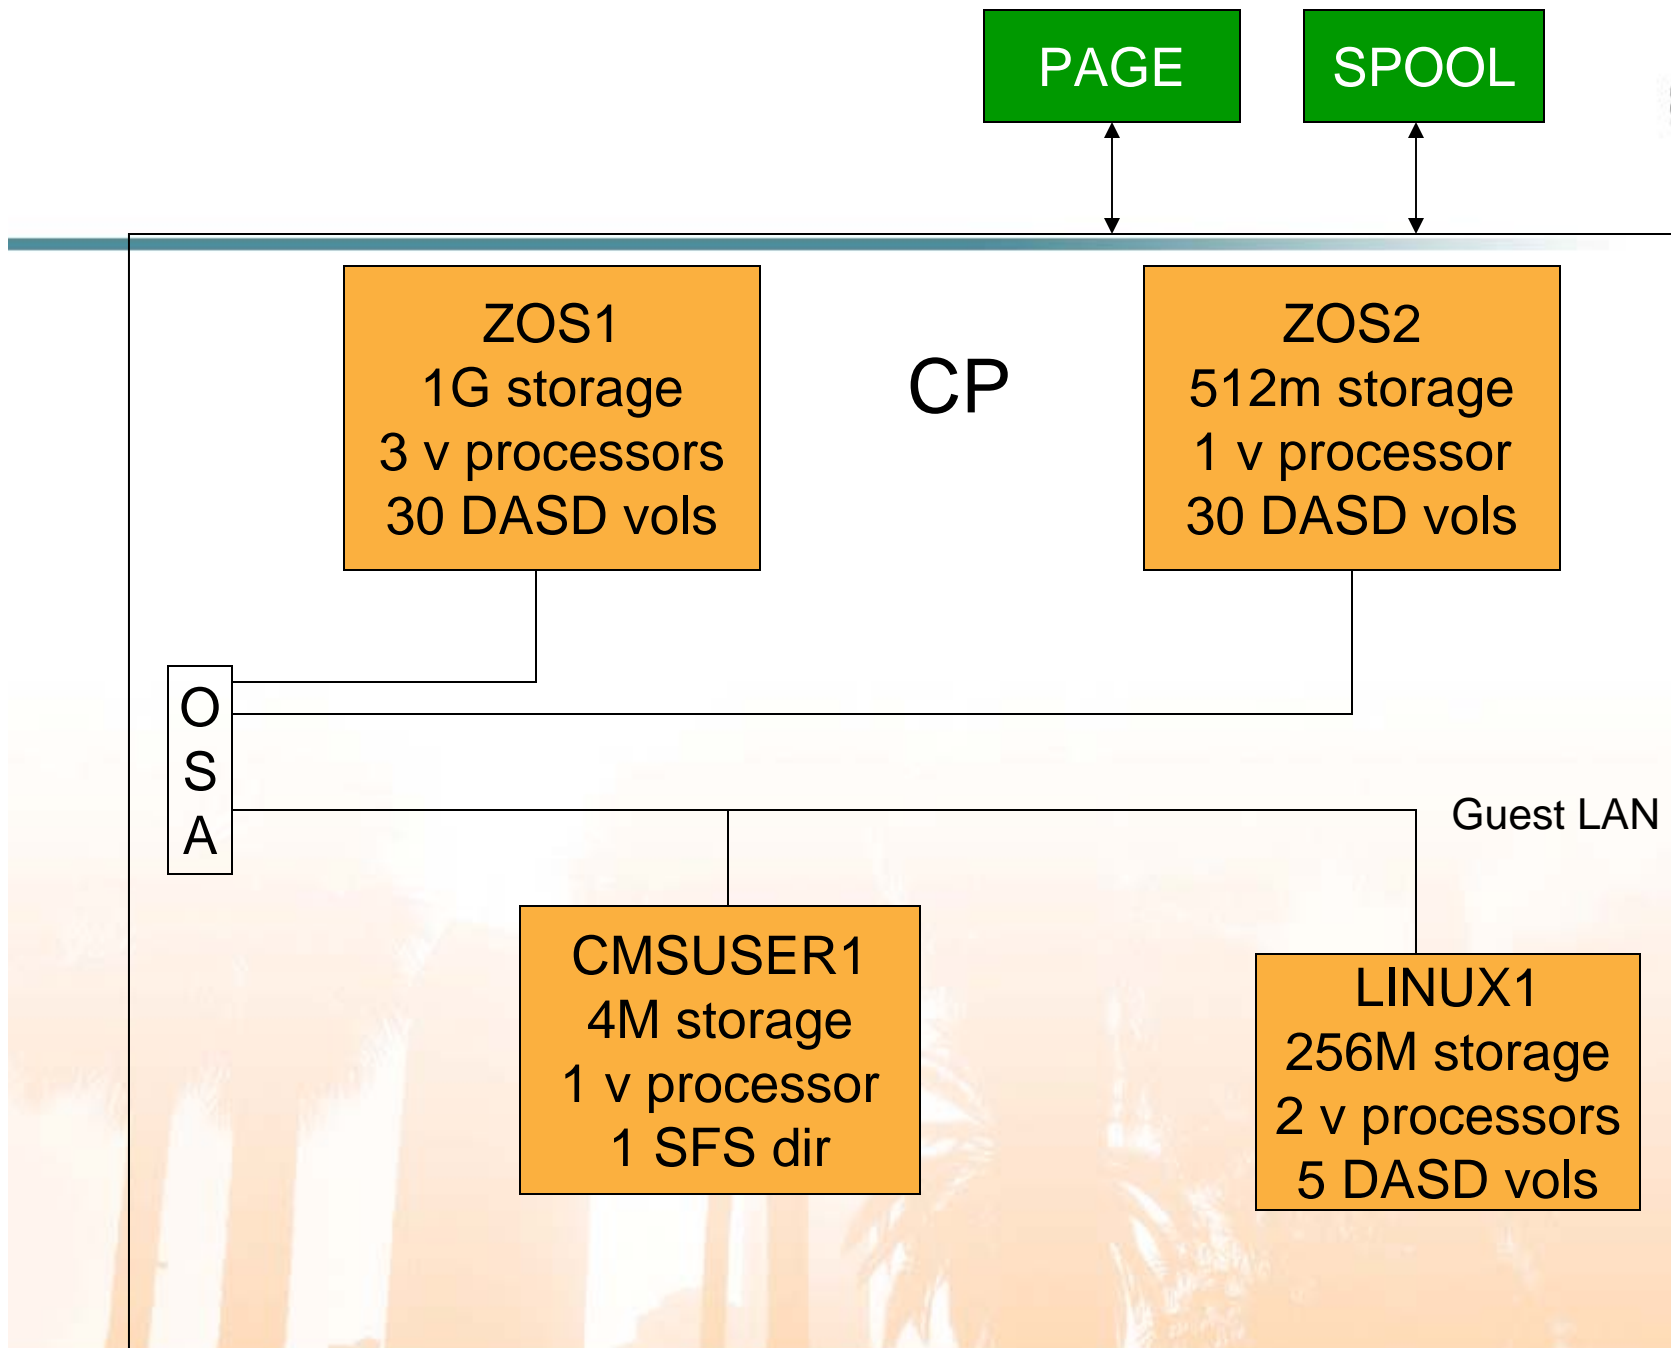 PAGE
SPOOL
ZOS1
1G storage
3 v processors
30 DASD vols
CP
ZOS2
512m storage
1 v processor
30 DASD vols
O
S
A
Guest LAN
CMSUSER1
4M storage
1 v processor
1 SFS dir
LINUX1
256M storage
2 v processors
5 DASD vols